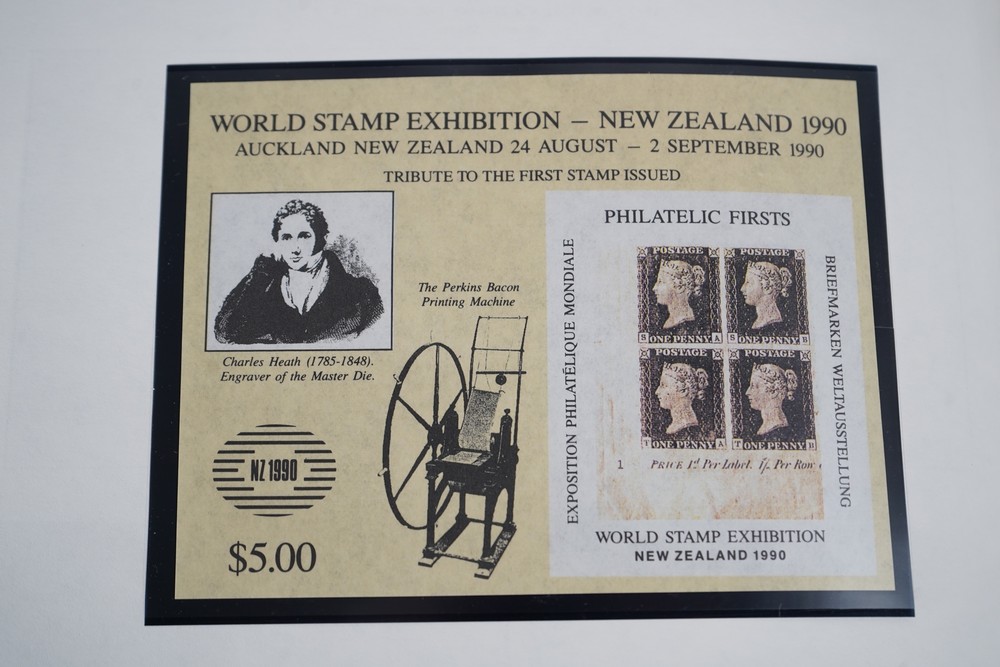 WORLD STAMP EXHIBITION – NEW ZEALAND 1990
AUCKLAND NEW ZEALAND 24 AUGUST – 2 SEPTEMBER 1990
TRIBUTE TO THE FIRST STAMP ISSUED
Charles Heath (1785-1848).
Engraver of the Master Die.
The Perkins Bacon
Printing Machine
NZ 1990
$5.00
PHILATELIC FIRSTS
EXPOSITION PHILATÉLIQUE MONDIALE
POSTAGE
S A
ONE PENNY
POSTAGE
S B
ONE PENNY
POSTAGE
T A
ONE PENNY
POSTAGE
T B
ONE PENNY
1 PRICE 1d Per Label. 1/- Per Row
BRIEFMARKEN WELTAUSSTELLUNG
WORLD STAMP EXHIBITION
NEW ZEALAND 1990